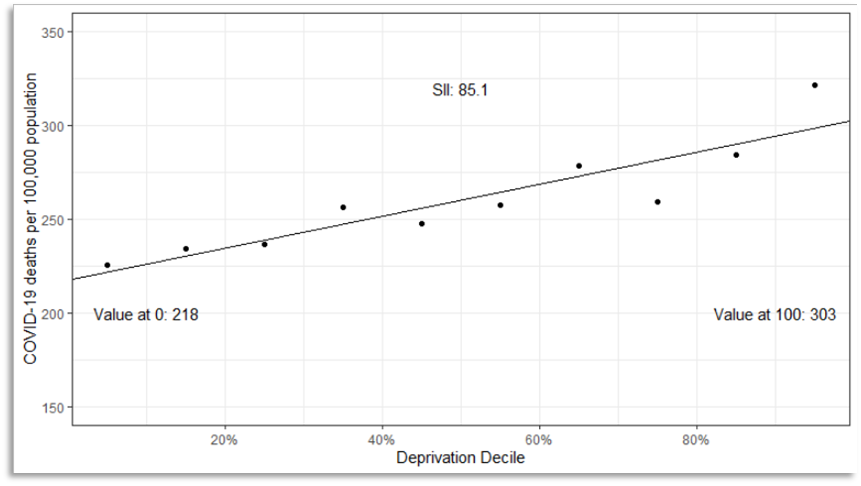 COVID-19 deaths per 100,000 population
350
300
250
200
150
SII: 85.1
Value at 0: 218
Value at 100: 303
20%
40%
60%
80%
Deprivation Decile